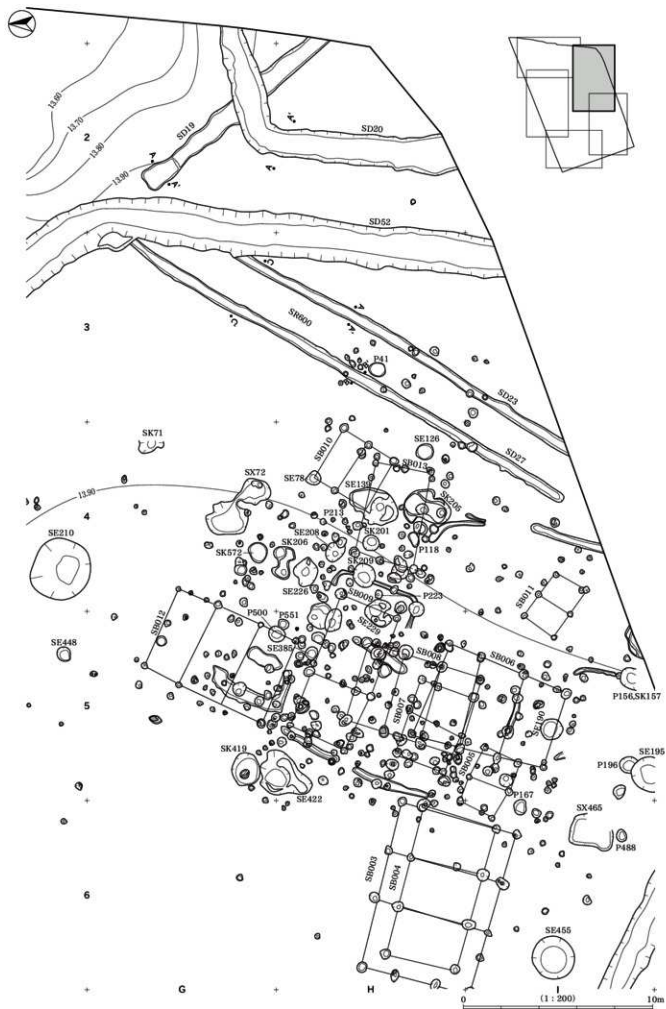 13.60
13.70
13.80
13.90
2
SD19
A'
SD20
A
A'
A
SD52
C
3
SR600
A
A'
C'
P41
SD23
SD27
SK71
SB010
SE126
SB013
SX72
SE78
SE139
SK205
13.90
4
P213
SE210
SE208
SK201
SK206
P118
SK572
SK209
SE226
SB009
P223
SB011
SB012
P500
P551
SE229
SE448
SE385
SB008
SB006
5
SB007
P156,SK157
SE190
SE195
SK419
SB005
P196
SE422
P167
SX465
P488
SB003
SB004
6
SE455
G
H
I
0
(1 : 200)
10m